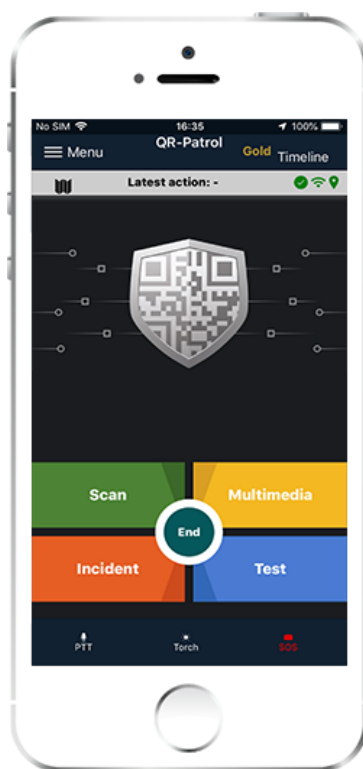 No SIM 16:35 100%
Menu QR-Patrol Gold Timeline
Latest action: -
Scan Multimedia
End
Incident Test
PTT Torch SOS